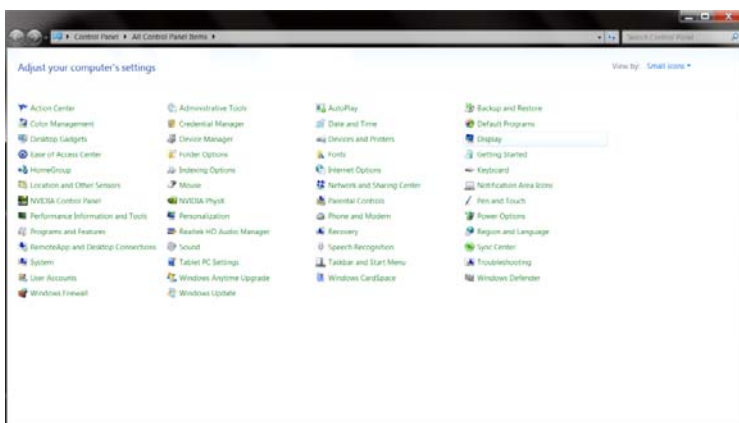 Control Panel All Control Panel Items Search Control Panel
Adjust your computer's settings View by: Small icons
Action Center Administrative Tools AutoPlay Backup and Restore
Color Management Credential Manager Date and Time Default Programs
Desktop Gadgets Device Manager Devices and Printers Display
Ease of Access Center Folder Options Fonts Getting Started
HomeGroup Indexing Options Internet Options Keyboard
Location and Other Sensors Mouse Network and Sharing Center Notification Area Icons
NVIDIA Control Panel NVIDIA PhysX Parental Controls Pen and Touch
Performance Information and Tools Personalization Phone and Modem Power Options
Programs and Features Realtek HD Audio Manager Recovery Region and Language
RemoteApp and Desktop Connections Sound Speech Recognition Sync Center
System Tablet PC Settings Taskbar and Start Menu Troubleshooting
User Accounts Windows Anytime Upgrade Windows CardSpace Windows Defender
Windows Firewall Windows Update